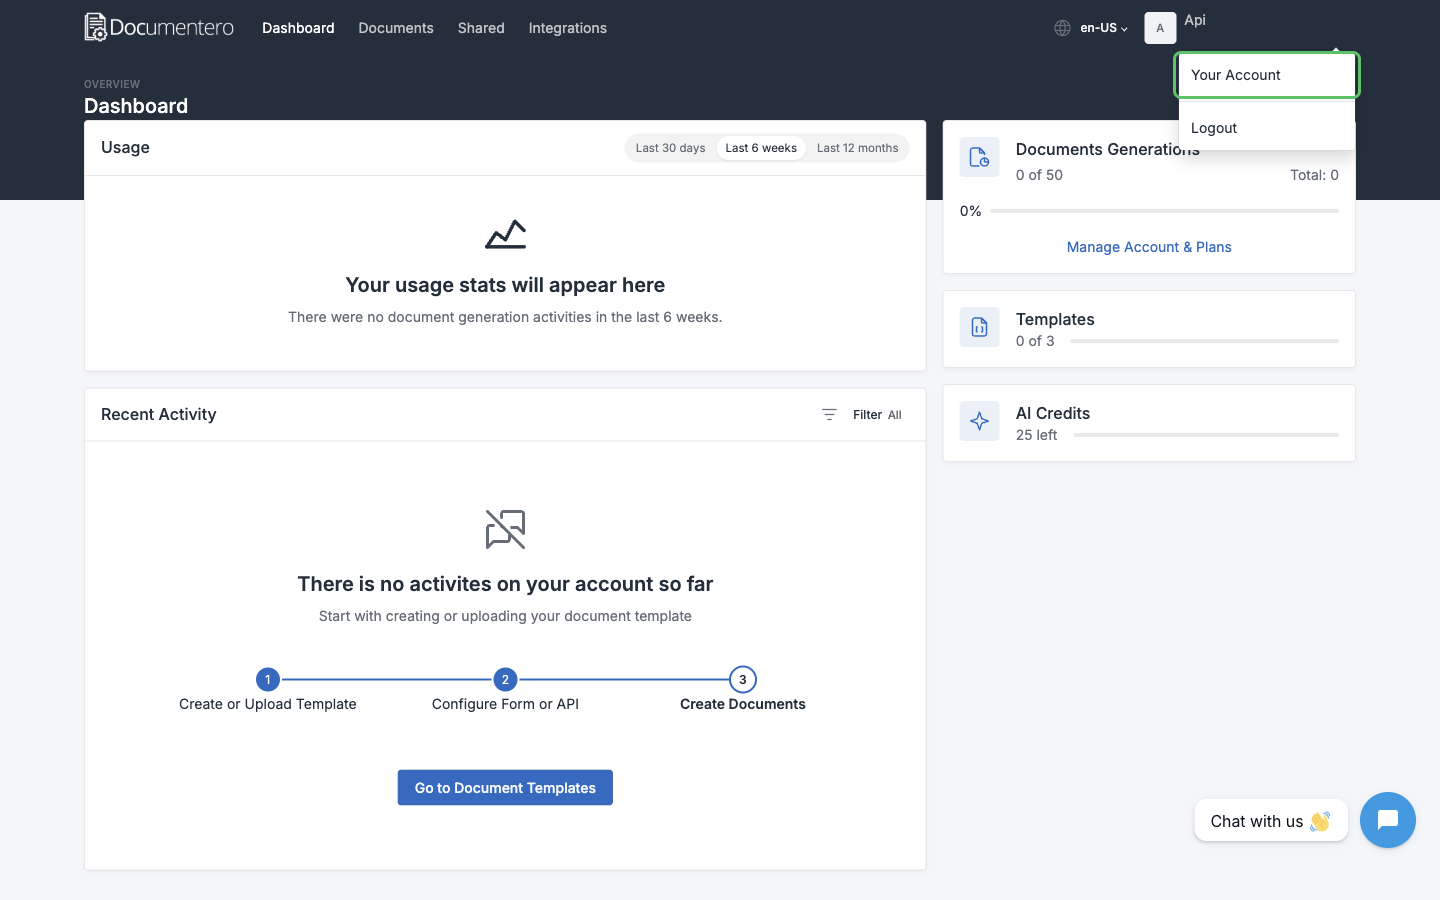 Documentero
Dashboard
Documents
Shared
Integrations
en-US
A
Api
Your Account
Logout
OVERVIEW
Dashboard
Usage
Last 30 days
Last 6 weeks
Last 12 months
Your usage stats will appear here
There were no document generation activities in the last 6 weeks.
Documents Generations
0 of 50
Total: 0
0%
Manage Account & Plans
Templates
0 of 3
AI Credits
25 left
Recent Activity
Filter All
There is no activites on your account so far
Start with creating or uploading your document template
1
Create or Upload Template
2
Configure Form or API
3
Create Documents
Go to Document Templates
Chat with us 👋